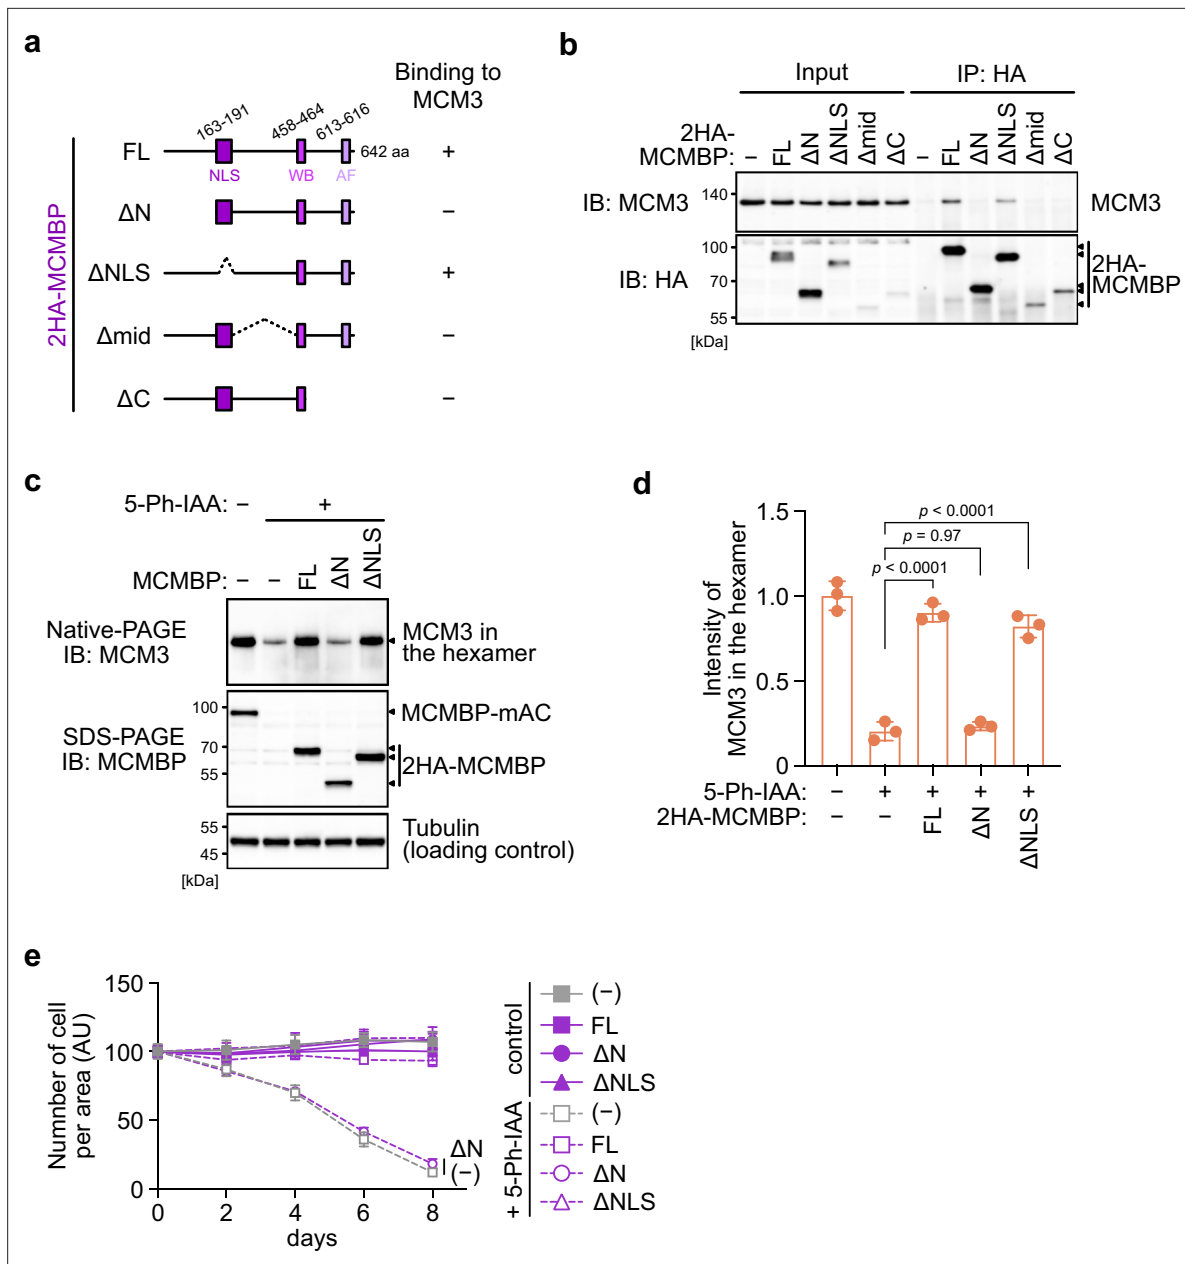 a
Binding to
MCM3
163-191
458-464
613-616
2HA-MCMBP
FL
642 aa
+
NLS
WB
AF
ΔN
−
ΔNLS
+
Δmid
−
ΔC
−
b
Input
IP: HA
2HA-
MCMBP:
− FL ΔN ΔNLS Δmid ΔC − FL ΔN ΔNLS Δmid ΔC
IB: MCM3
140
MCM3
IB: HA
100
70
55
[kDa]
2HA-
MCMBP
c
5-Ph-IAA: − +
MCMBP: − − FL ΔN ΔNLS
Native-PAGE
IB: MCM3
MCM3 in
the hexamer
SDS-PAGE
IB: MCMBP
100
70
55
MCMBP-mAC
2HA-MCMBP
55
45
Tubulin
(loading control)
[kDa]
d
Intensity of
MCM3 in the hexamer
1.5
1.0
0.5
0
p < 0.0001
p = 0.97
p < 0.0001
5-Ph-IAA: − + + + +
2HA-MCMBP: − − FL ΔN ΔNLS
e
Numnber of cell
per area (AU)
150
100
50
0
0 2 4 6 8
days
ΔN
(−)
control
(−)
FL
ΔN
ΔNLS
+ 5-Ph-IAA
(−)
FL
ΔN
ΔNLS